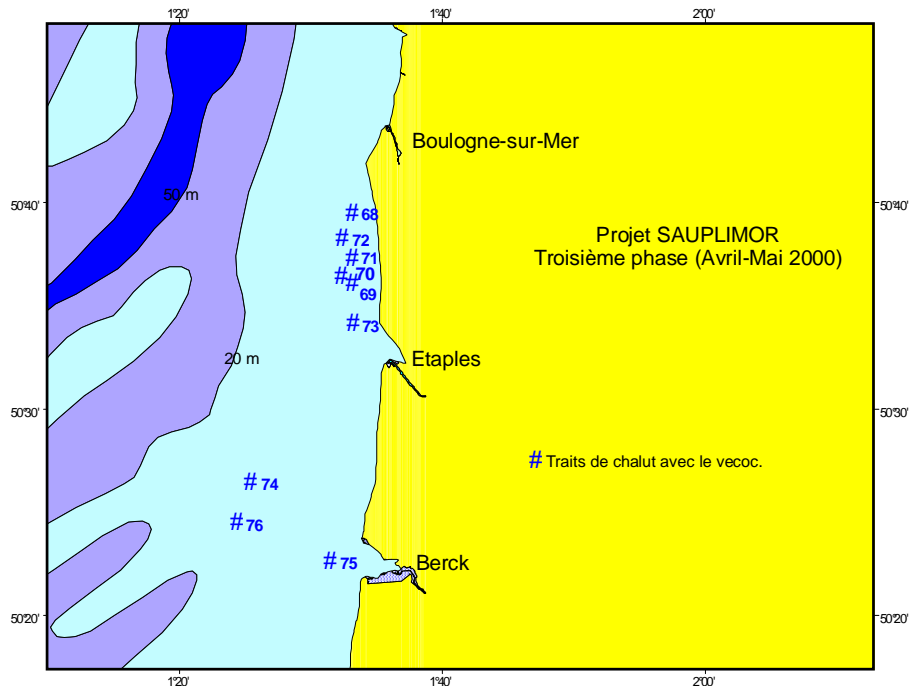 1°20' 1°40' 2°00'
Boulogne-sur-Mer
50 m
50°40' 50°40'
# 68
# 72
Projet SAUPLIMOR
Troisième phase (Avril-Mai 2000)
# 71
# 70
# 69
# 73
20 m
Etaples
50°30' 50°30'
# Traits de chalut avec le vecoc.
# 74
# 76
# 75
Berck
50°20' 50°20'
1°20' 1°40' 2°00'